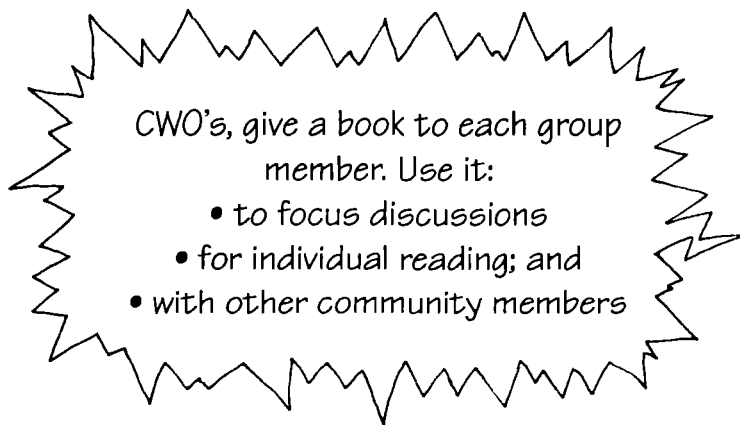 CWO's, give a book to each group
member. Use it:
• to focus discussions
• for individual reading; and
• with other community members